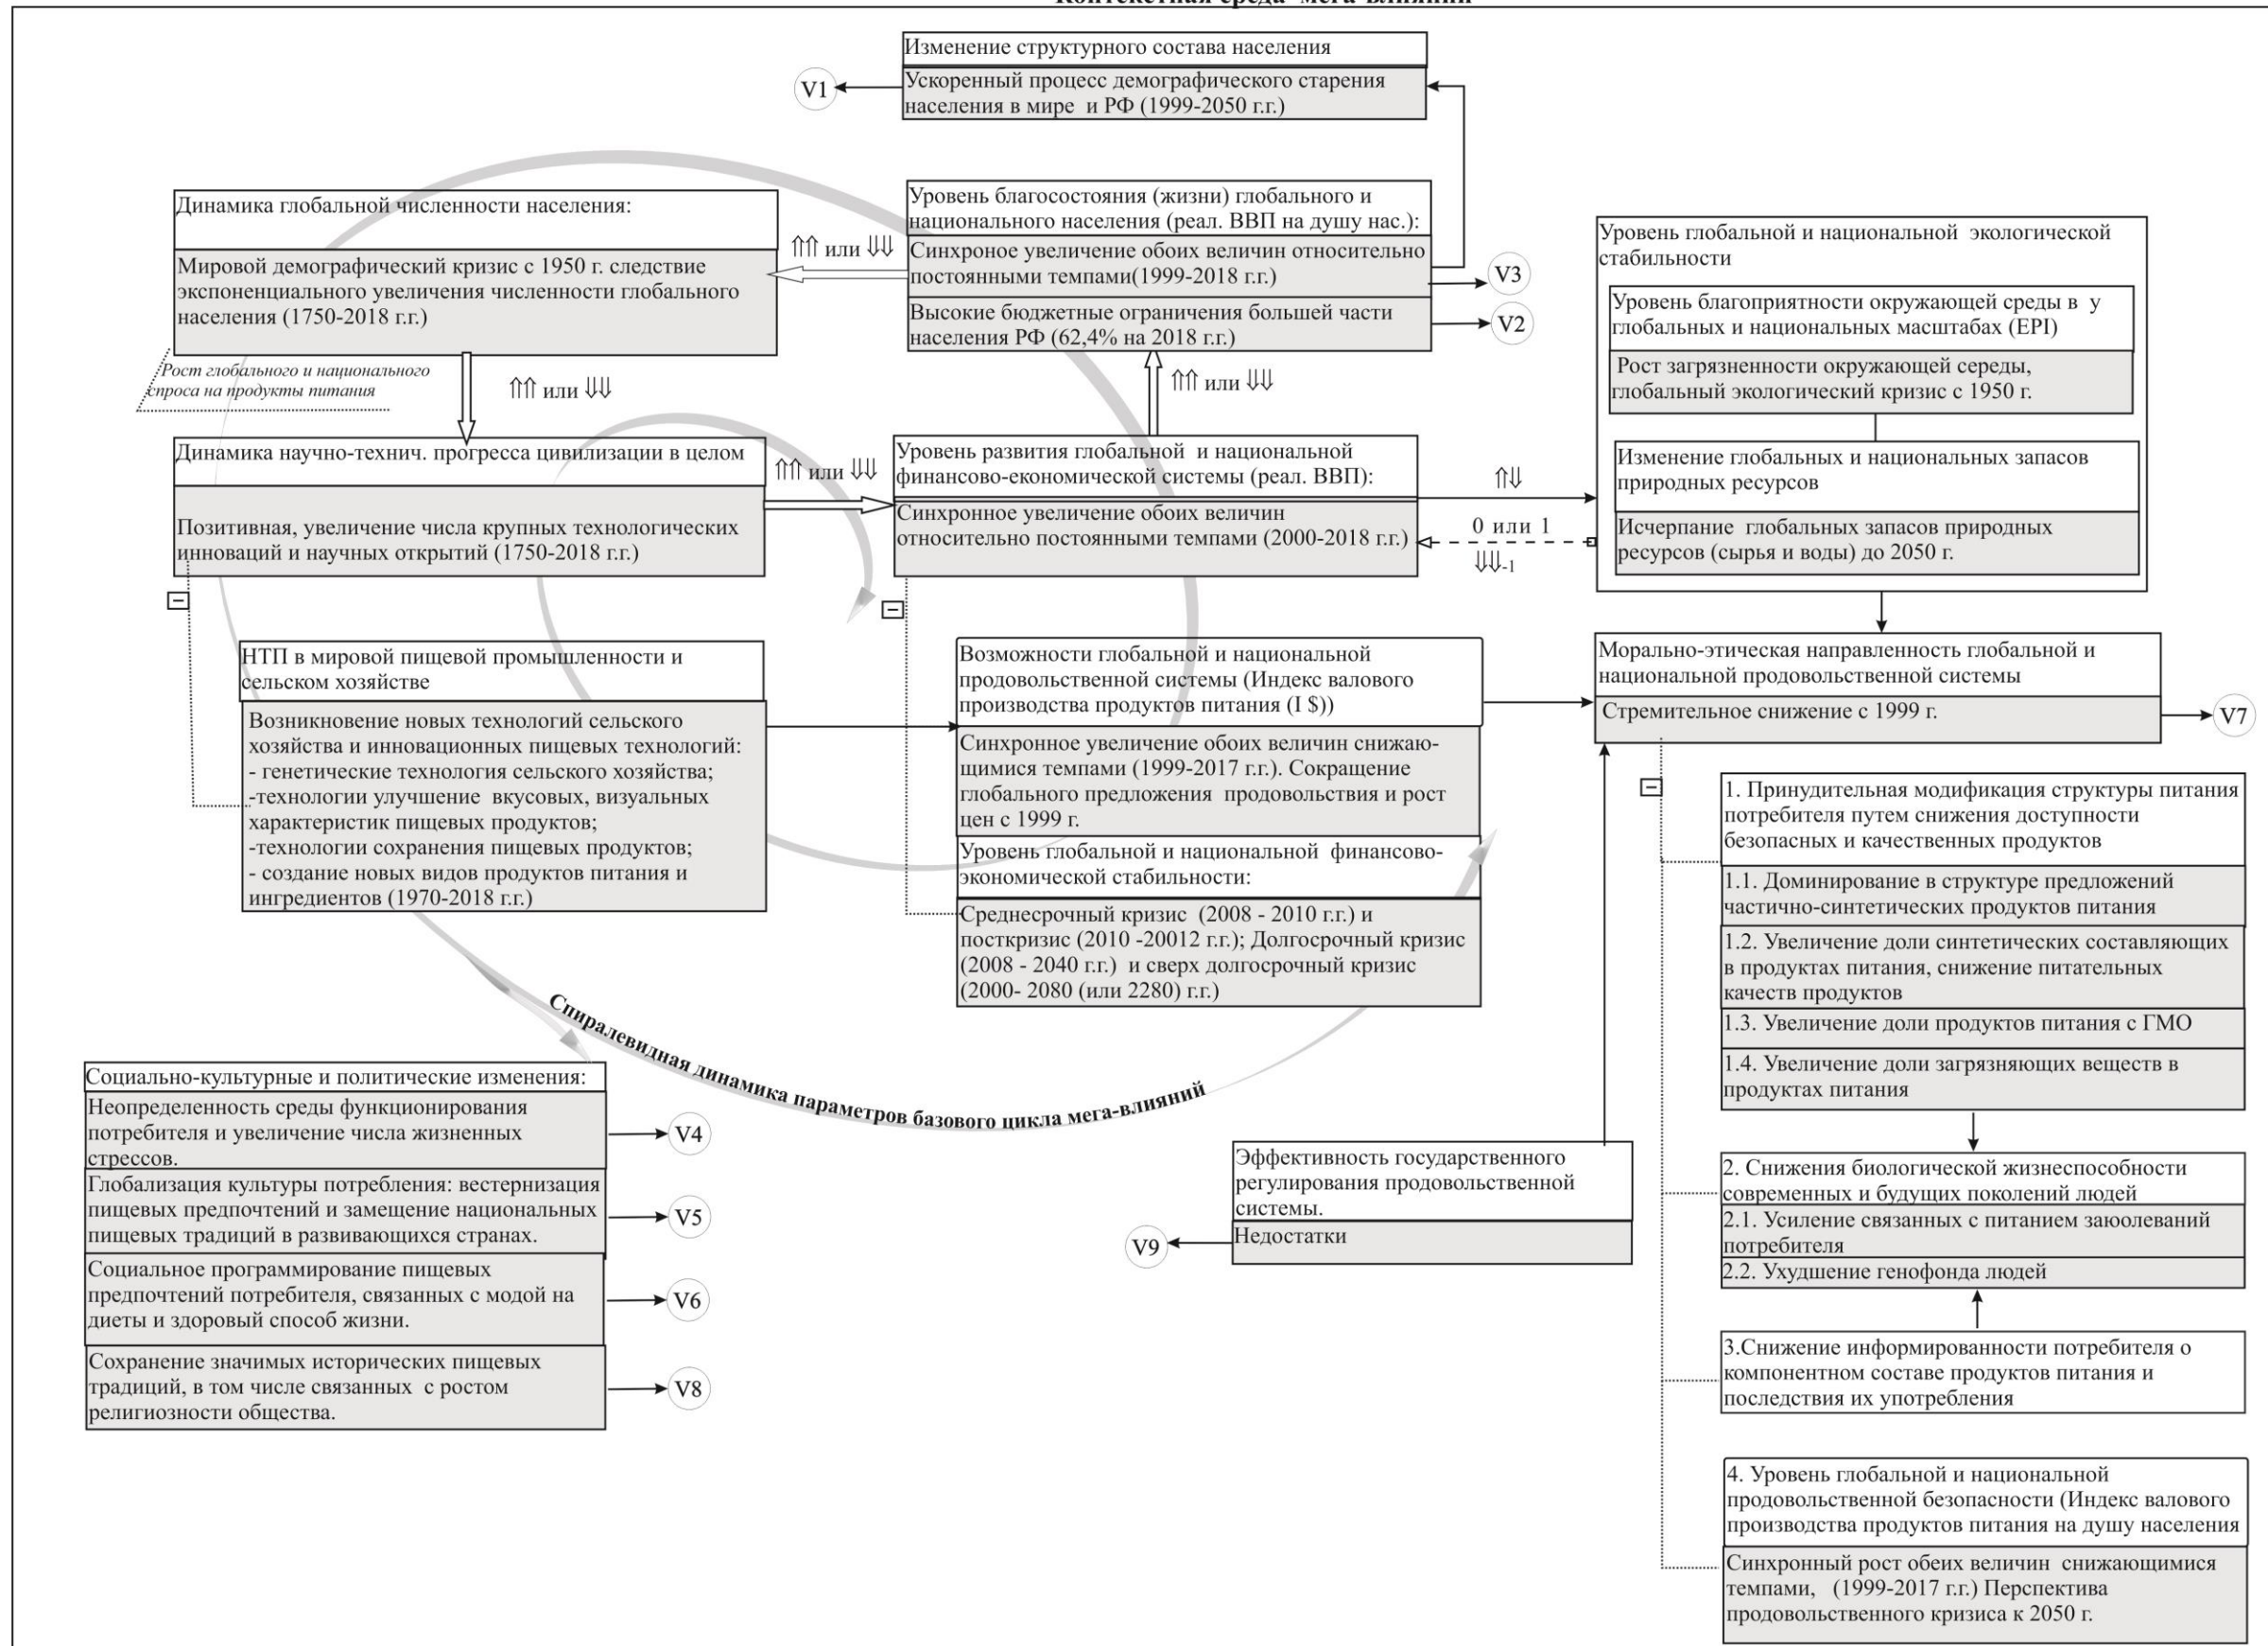 Контекстная среда мега-влияний
Изменение структурного состава населения
Ускоренный процесс демографического старения
населения в мире и РФ (1999-2050 г.г.)
V1
Динамика глобальной численности населения:
Мировой демографический кризис с 1950 г. следствие
экспоненциального увеличения численности глобального
населения (1750-2018 г.г.)
⇑⇑ или ⇓⇓
Уровень благосостояния (жизни) глобального и
национального населения (реал. ВВП на душу нас.):
Синхроное увеличение обоих величин относительно
постоянными темпами(1999-2018 г.г.)
Высокие бюджетные ограничения большей части
населения РФ (62,4% на 2018 г.г.)
V3
V2
Рост глобального и национального
спроса на продукты питания
⇑⇑ или ⇓⇓
⇑⇑ или ⇓⇓
Уровень глобальной и национальной экологической
стабильности
Уровень благоприятности окружающей среды в у
глобальных и национальных масштабах (EPI)
Рост загрязненности окружающей середы,
глобальный экологический кризис с 1950 г.
Изменение глобальных и национальных запасов
природных ресурсов
Исчерпание глобальных запасов природных
ресурсов (сырья и воды) до 2050 г.
Динамика научно-технич. прогресса цивилизации в целом
Позитивная, увеличение числа крупных технологических
инноваций и научных открытий (1750-2018 г.г.)
⇑⇑ или ⇓⇓
Уровень развития глобальной и национальной
финансово-економической системы (реал. ВВП):
Синхронное увеличение обоих величин
относительно постоянными темпами (2000-2018 г.г.)
⇑⇓
0 или 1
⇓⇓-1
НТП в мировой пищевой промышленности и
сельском хозяйстве
Возникновение новых технологий сельского
хозяйства и инновационных пищевых технологий:
- генетические технология сельского хозяйства;
-технологии улучшение вкусовых, визуальных
характеристик пищевых продуктов;
-технологии сохранения пищевых продуктов;
- создание новых видов продуктов питания и
ингредиентов (1970-2018 г.г.)
Возможности глобальной и национальной
продовольственной системы (Индекс валового
производства продуктов питания (I $))
Синхронное увеличение обоих величин снижаю-
щимися темпами (1999-2017 г.г.). Сокращение
глобального предложения продовольствия и рост
цен с 1999 г.
Уровень глобальной и национальной финансово-
экономической стабильности:
Среднесрочный кризис (2008 - 2010 г.г.) и
посткризис (2010 -20012 г.г.); Долгосрочный кризис
(2008 - 2040 г.г.) и сверх долгосрочный кризис
(2000- 2080 (или 2280) г.г.)
Морально-этическая направленность глобальной и
национальной продовольственной системы
Стремительное снижение с 1999 г.
V7
1. Принудительная модификация структуры питания
потребителя путем снижения доступности
безопасных и качественных продуктов
1.1. Доминирование в структуре предложений
частично-синтетических продуктов питания
1.2. Увеличение доли синтетических составляющих
в продуктах питания, снижение питательных
качеств продуктов
1.3. Увеличение доли продуктов питания с ГМО
1.4. Увеличение доли загрязняющих веществ в
продуктах питания
2. Снижения биологической жизнеспособности
современных и будущих поколений людей
2.1. Усиление связанных с питанием заюолеваний
потребителя
2.2. Ухудшение генофонда людей
3.Снижение информированности потребителя о
компонентном составе продуктов питания и
последствия их употребления
4. Уровень глобальной и национальной
продовольственной безопасности (Индекс валового
производства продуктов питания на душу населения
Синхронный рост обеих величин снижающимися
темпами, (1999-2017 г.г.) Перспектива
продовольственного кризиса к 2050 г.
Спиралевидная динамика параметров базового цикла мега-влияний
Социально-культурные и политические изменения:
Неопределенность среды функционирования
потребителя и увеличение числа жизненных
стрессов.
V4
Глобализация культуры потребления: вестернизация
пищевых предпочтений и замещение национальных
пищевых традиций в развивающихся странах.
V5
Социальное программирование пищевых
предпочтений потребителя, связанных с модой на
диеты и здоровый способ жизни.
V6
Сохранение значимых исторических пищевых
традиций, в том числе связанных с ростом
религиозности общества.
V8
Эффективность государственного
регулирования продовольственной
системы.
Недостатки
V9